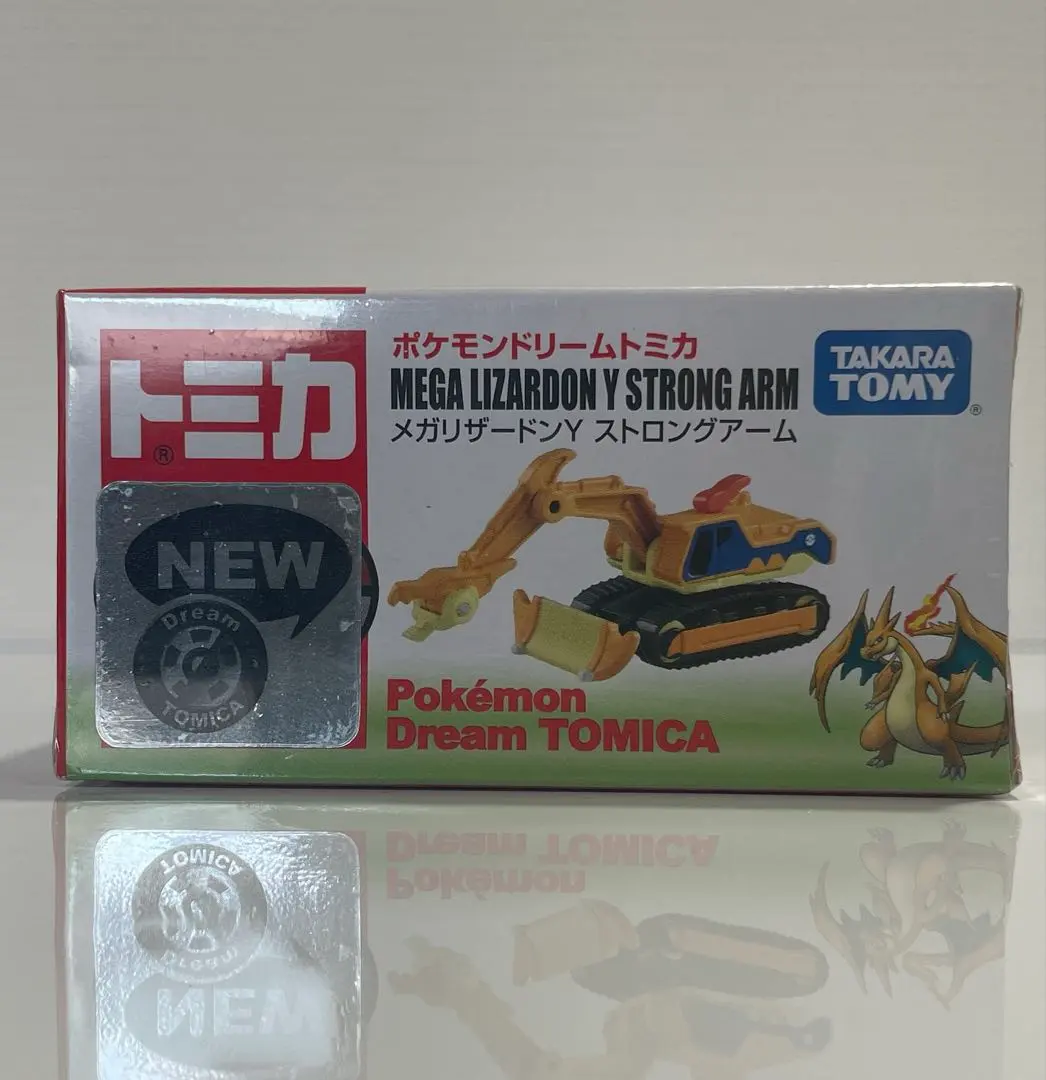 トミカ
®
NEW
Dream
TOMICA
ポケモンドリームトミカ
MEGA LIZARDON Y STRONG ARM
メガリザードンY ストロングアーム
TAKARA
TOMY
®
Pokémon
Dream TOMICA